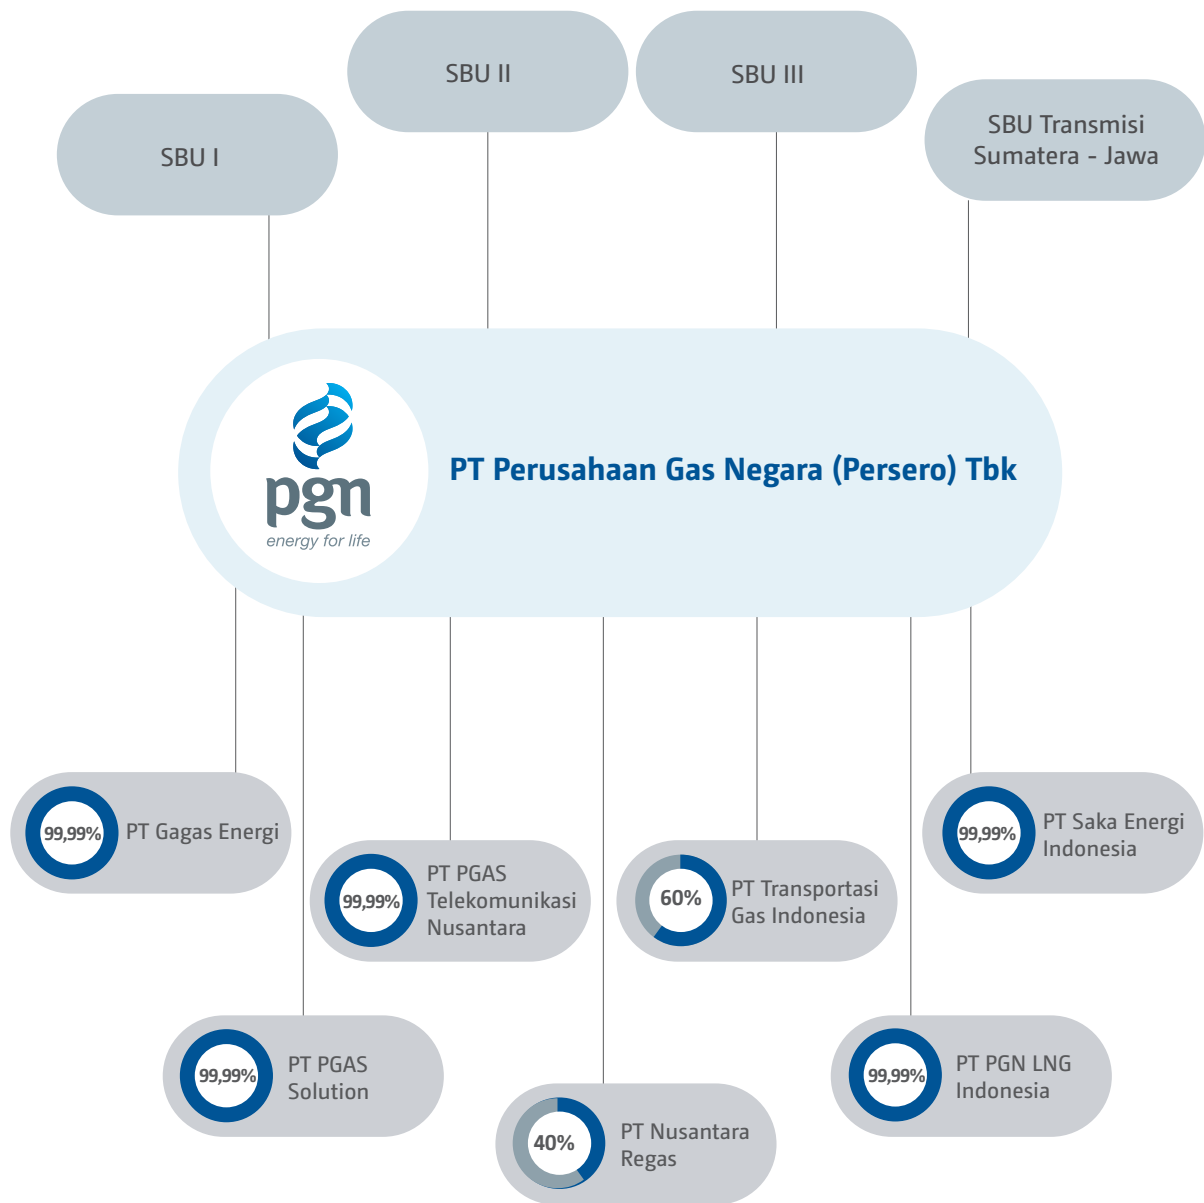 SBU I
SBU II
SBU III
SBU Transmisi
Sumatera - Jawa
pgn
energy for life
PT Perusahaan Gas Negara (Persero) Tbk
99,99%
PT Gagas Energi
99,99%
PT PGAS
Solution
99,99%
PT PGAS
Telekomunikasi
Nusantara
40%
PT Nusantara
Regas
60%
PT Transportasi
Gas Indonesia
99,99%
PT PGN LNG
Indonesia
99,99%
PT Saka Energi
Indonesia